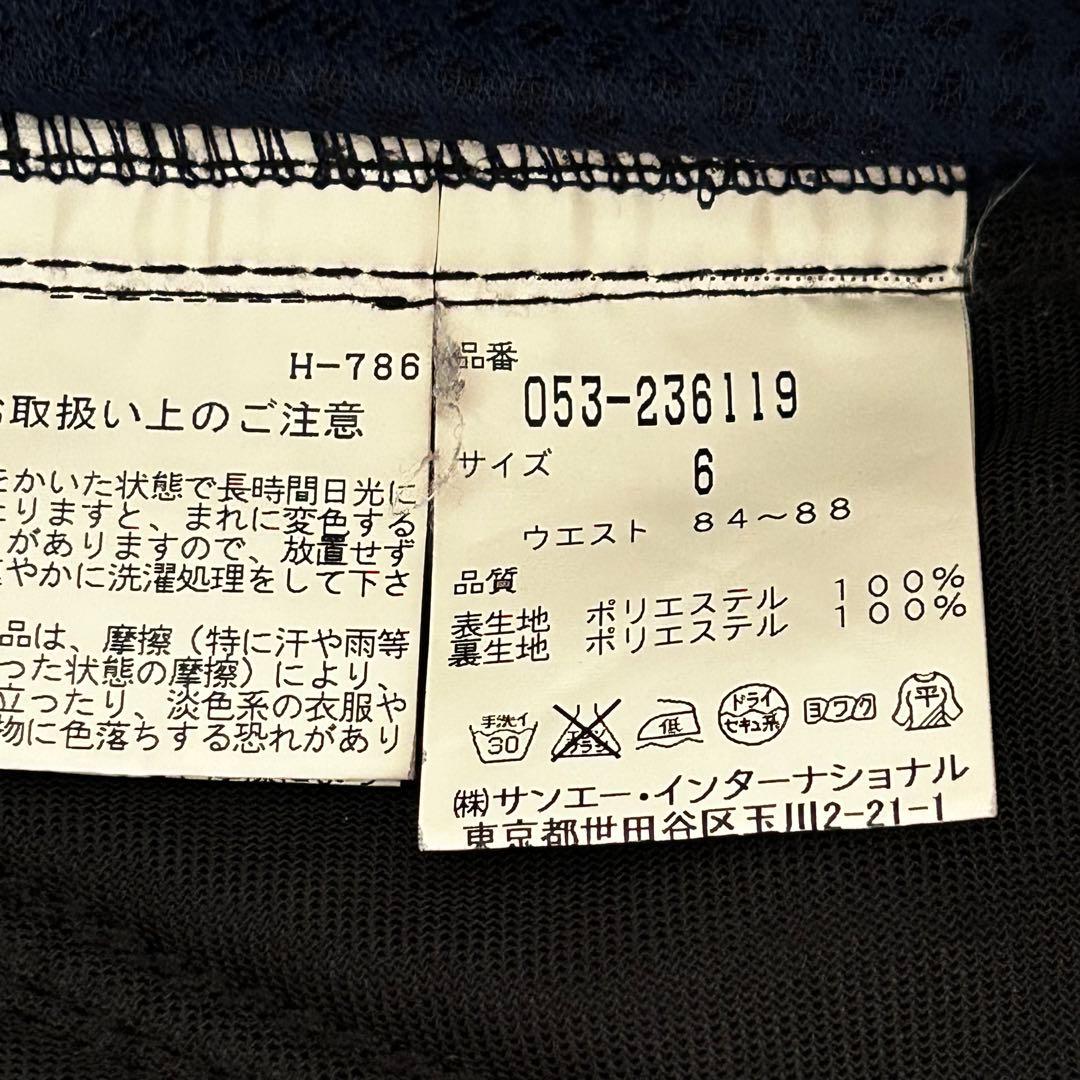 H-786
お取扱い上のご注意
をかいた状態で長時間日光に
たりますと、まれに変色する
がありますので、放置せず
やかに洗濯処理をして下さ
品は、摩擦（特に汗や雨等
った状態の摩擦）により、
立ったり、淡色系の衣服や
物に色落ちする恐れがあり
品番
053-236119
サイズ 6
ウエスト 84～88
品質
表生地 ポリエステル 100%
裏生地 ポリエステル 100%
手洗イ 30
エンソ サラシ
低
ドライ セキユ系
ヨワク
平
㈱サンエー・インターナショナル
東京都世田谷区玉川2-21-1